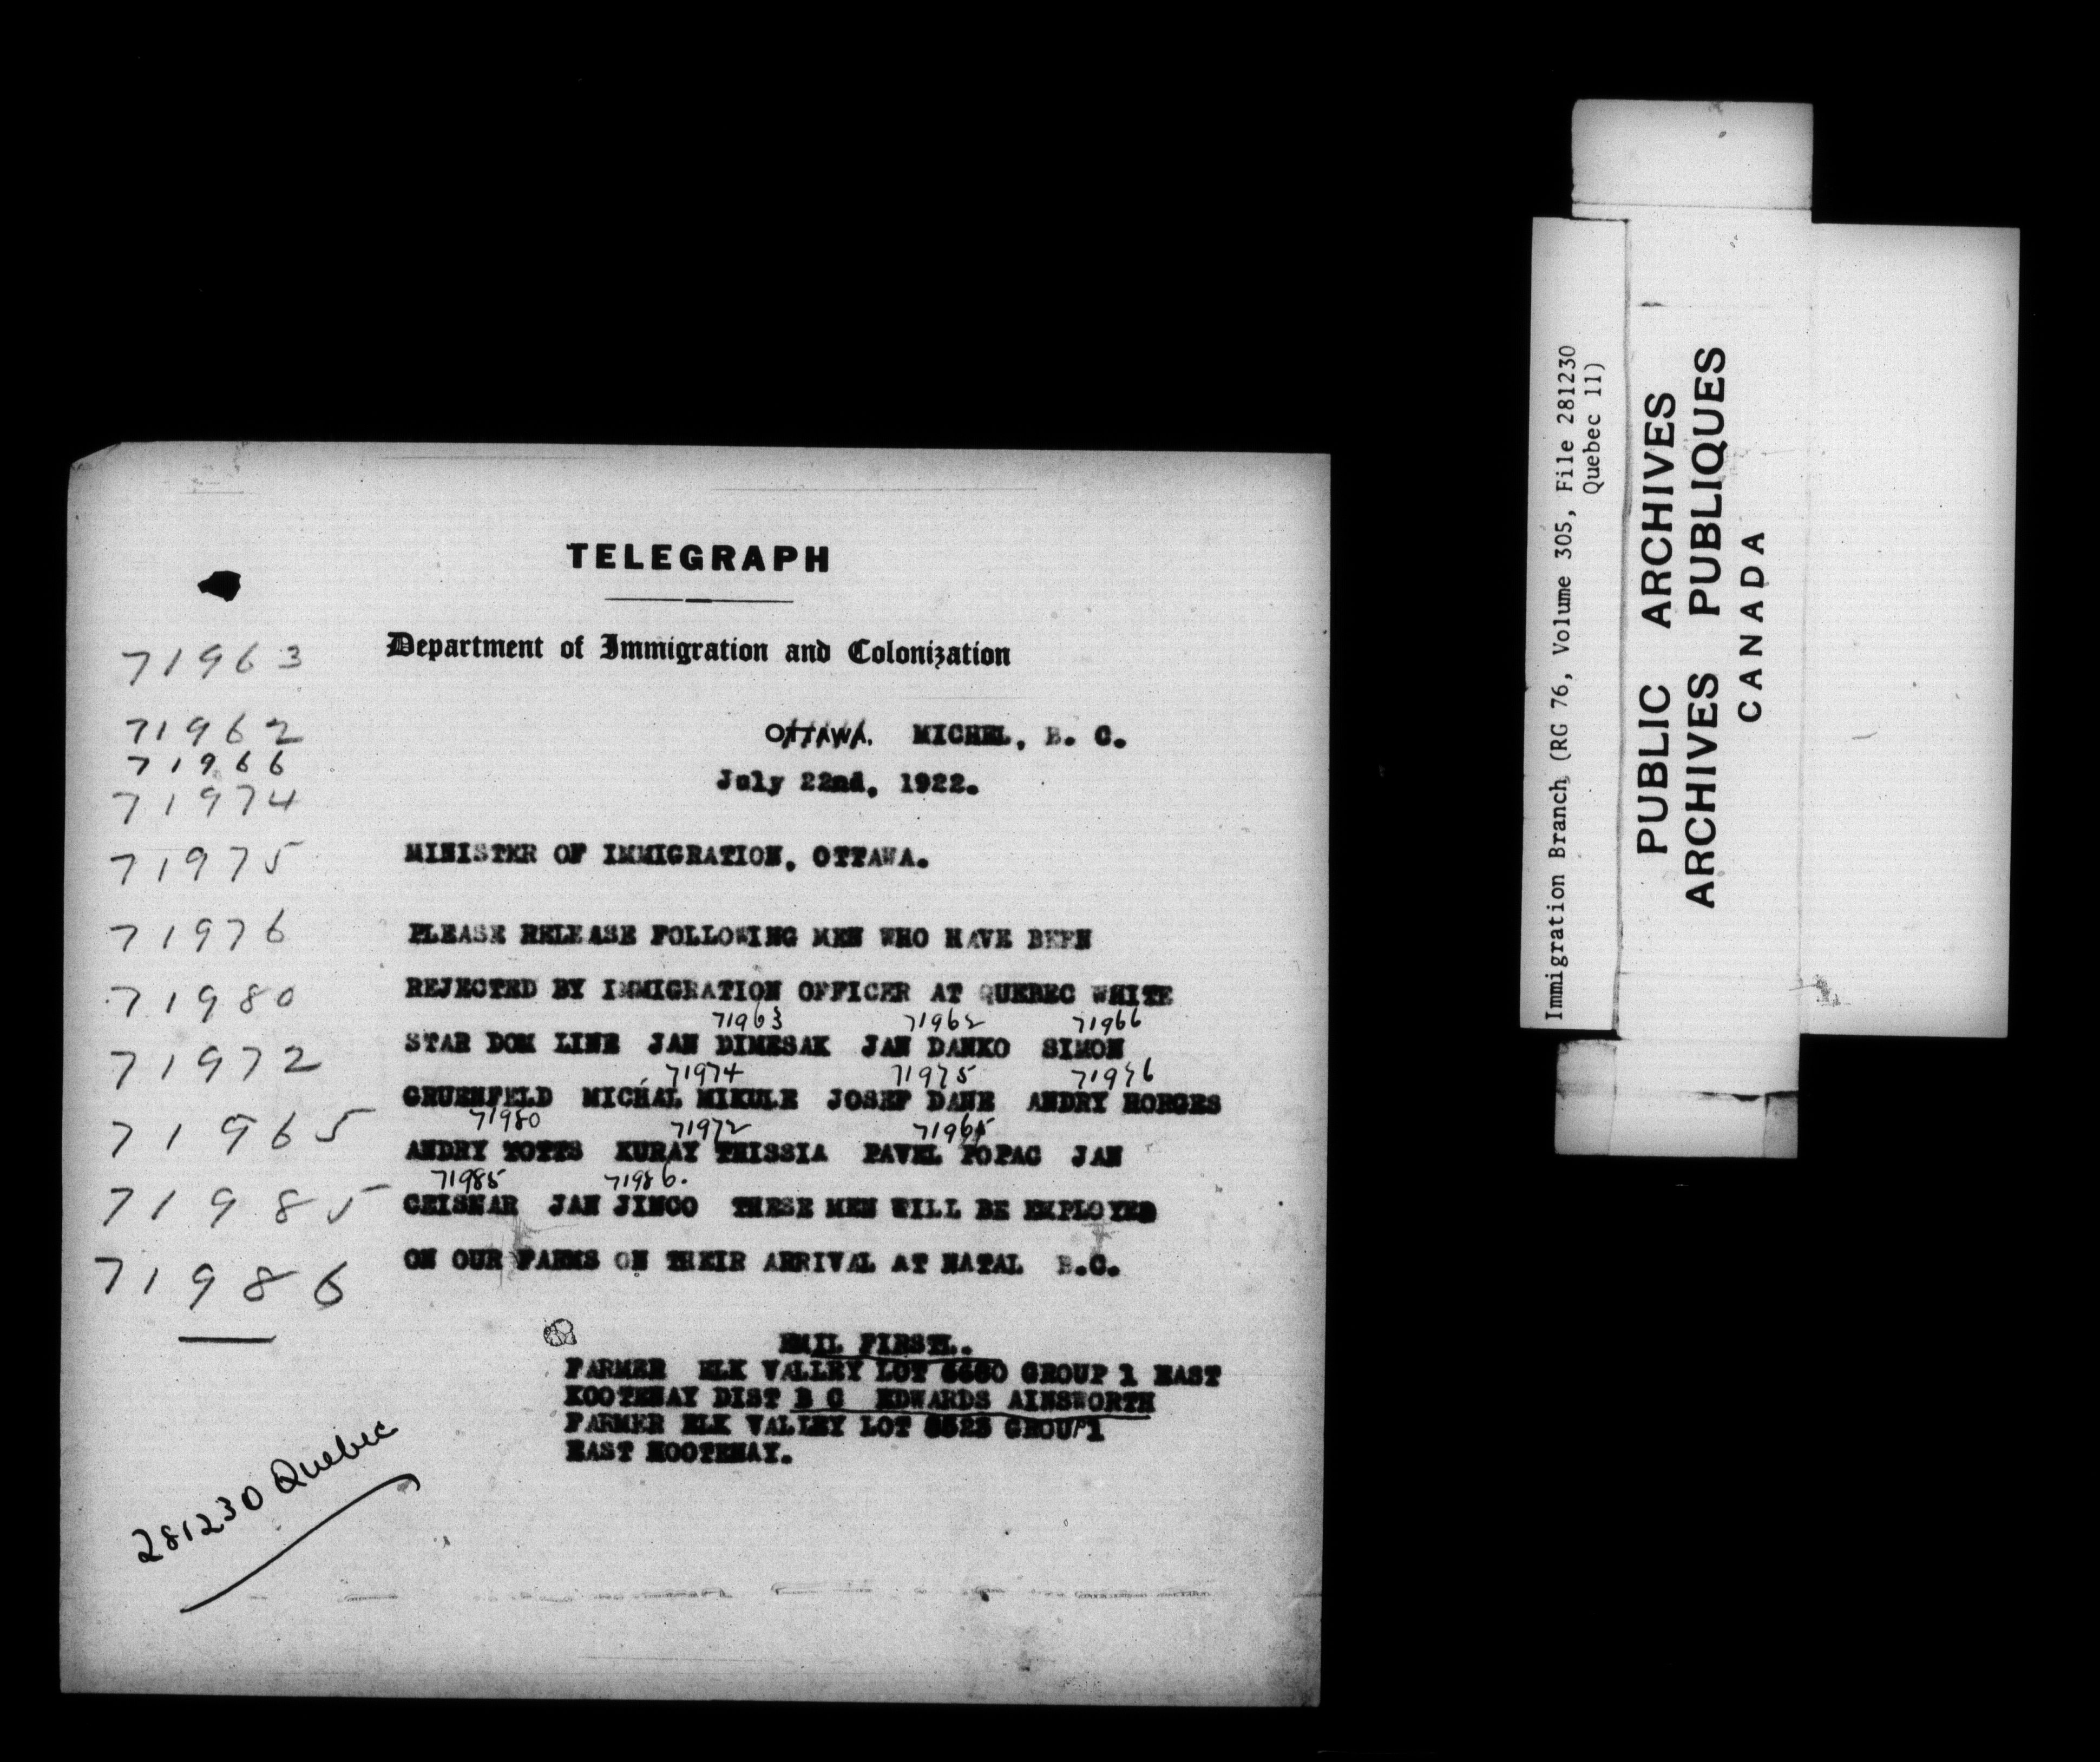 TELEGRAPH
Department of Immigration and Colonization
OTTAWA. MICHEL, B. C.
July 22nd, 1922.
71963
71962
71966
71974
71975
71976
71980
71972
71965
71985
71986
MINISTER OF IMMIGRATION, OTTAWA.
PLEASE RELEASE FOLLOWING MEN WHO HAVE BEEN
REJECTED BY IMMIGRATION OFFICER AT QUEBEC WHITE
71963 71962 71966
STAR DOM LINE JAN DIMESAK JAN DANKO SIMON
71974 71975 71976
GRUENFELD MICHAL MIKULE JOSEF DANE ANDRY HORGES
71980 71972 71965
ANDRY TOTTS KURAY THISSIA PAVEL POPAC JAN
71985 71986.
CEISNAR JAN JINCO THESE MEN WILL BE EMPLOYED
ON OUR FARMS ON THEIR ARRIVAL AT NATAL B.C.
EMIL FIRSTL.
FARMER ELK VALLEY LOT GROUP 1 EAST
KOOTENAY DIST B C EDWARDS AINSWORTH
FARMER ELK VALLEY LOT GROUP 1
EAST KOOTENAY.
281230 Quebec
Immigration Branch (RG 76, Volume 305, File 281230
Quebec 11)
PUBLIC ARCHIVES
ARCHIVES PUBLIQUES
CANADA